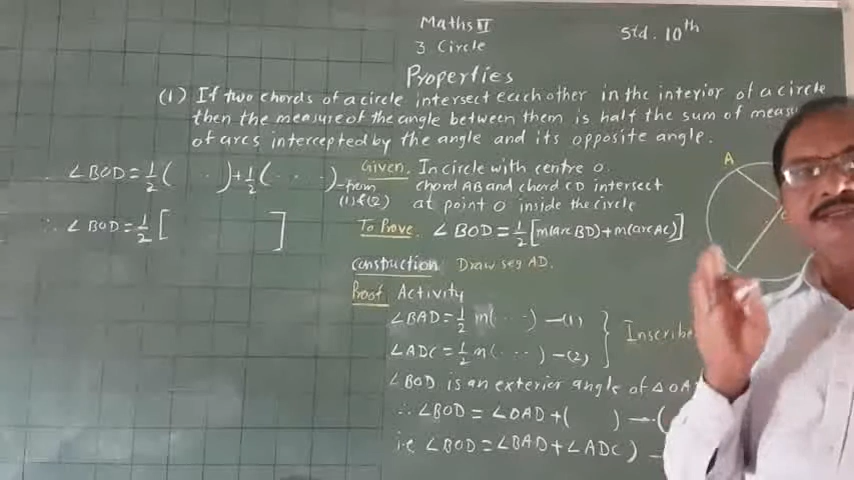 Maths II
Std. 10th
3. Circle
Properties
(1) If two chords of a circle intersect each other in the interior of a circle
then the measure of the angle between them is half the sum of
of arcs intercepted by the angle and its opposite angle.
Given. In circle with centre O.
chord AB and chord CD intersect
at point O inside the circle
To Prove. ∠BOD = 1/2 [m(arc BD) + m(arc AC)]
Construction Draw seg AD.
Proof Activity
∠BAD = 1/2 m(...) —(1)
∠ADC = 1/2 m(...) —(2)
∠BOD is an exterior angle of
∴ ∠BOD = ∠OAD + ( ) —(
i.e ∠BOD = ∠BAD + ∠ADC) —
∠BOD = 1/2 ( .. ) + 1/2 ( ... ) —from (1) & (2)
∴ ∠BOD = 1/2 [ ]
A